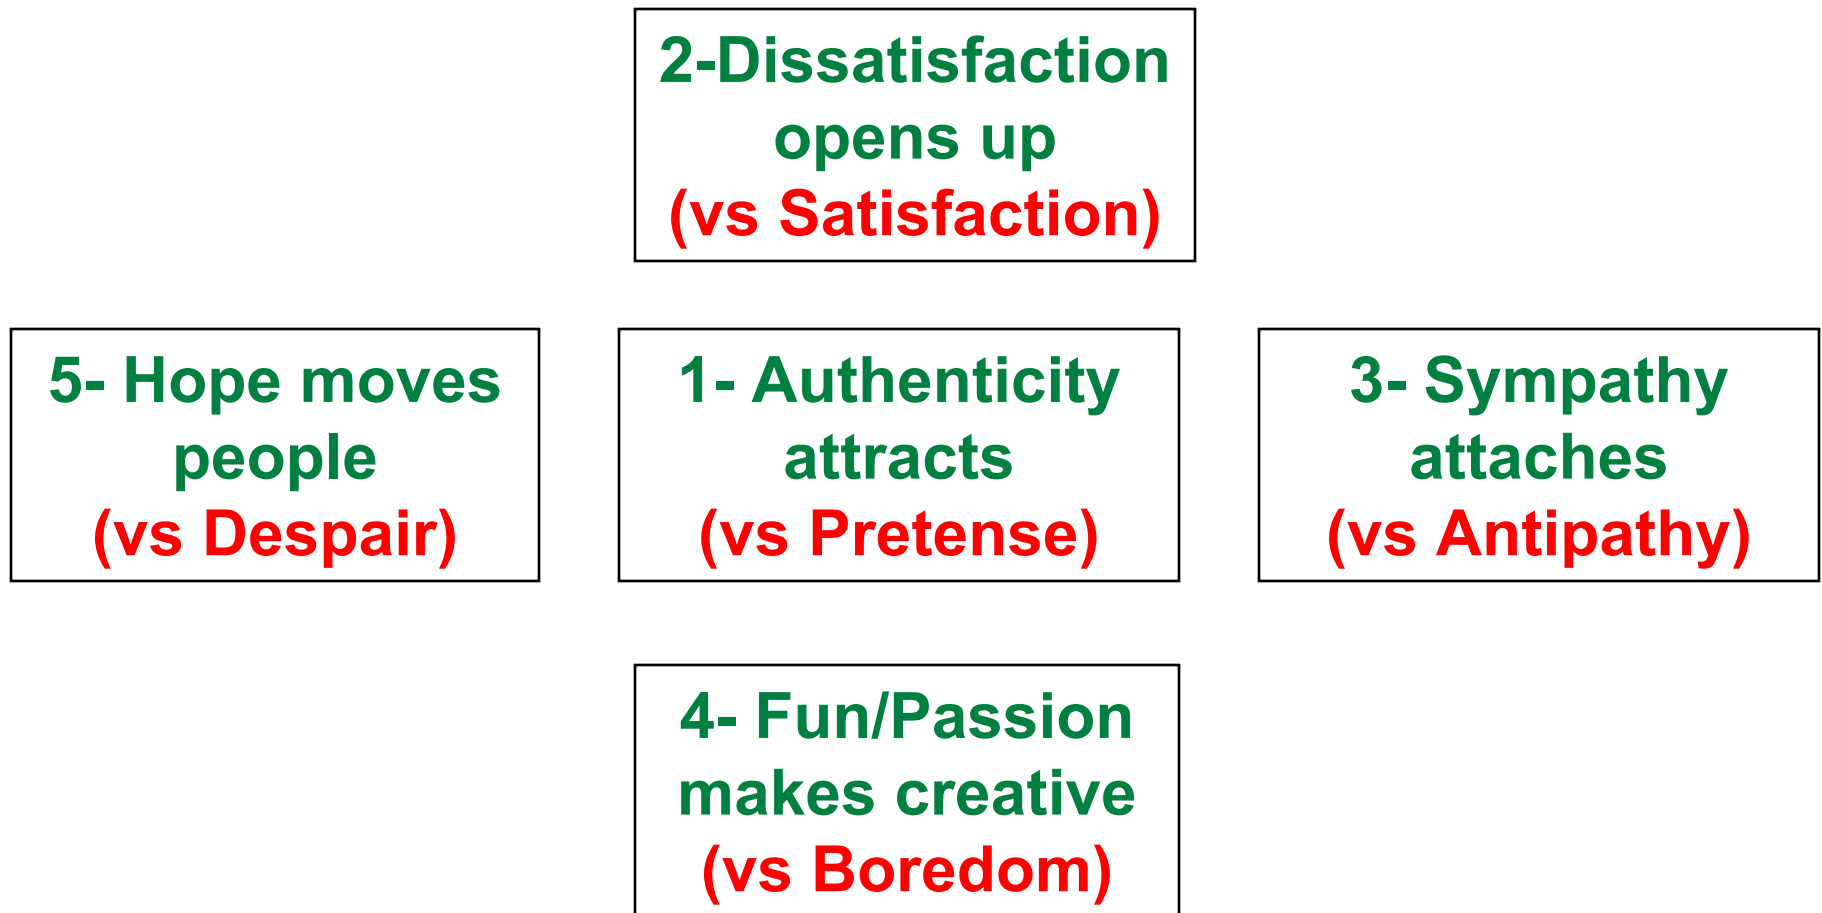 2-Dissatisfaction
opens up
(vs Satisfaction)
5- Hope moves
people
(vs Despair)
1- Authenticity
attracts
(vs Pretense)
3- Sympathy
attaches
(vs Antipathy)
4- Fun/Passion
makes creative
(vs Boredom)